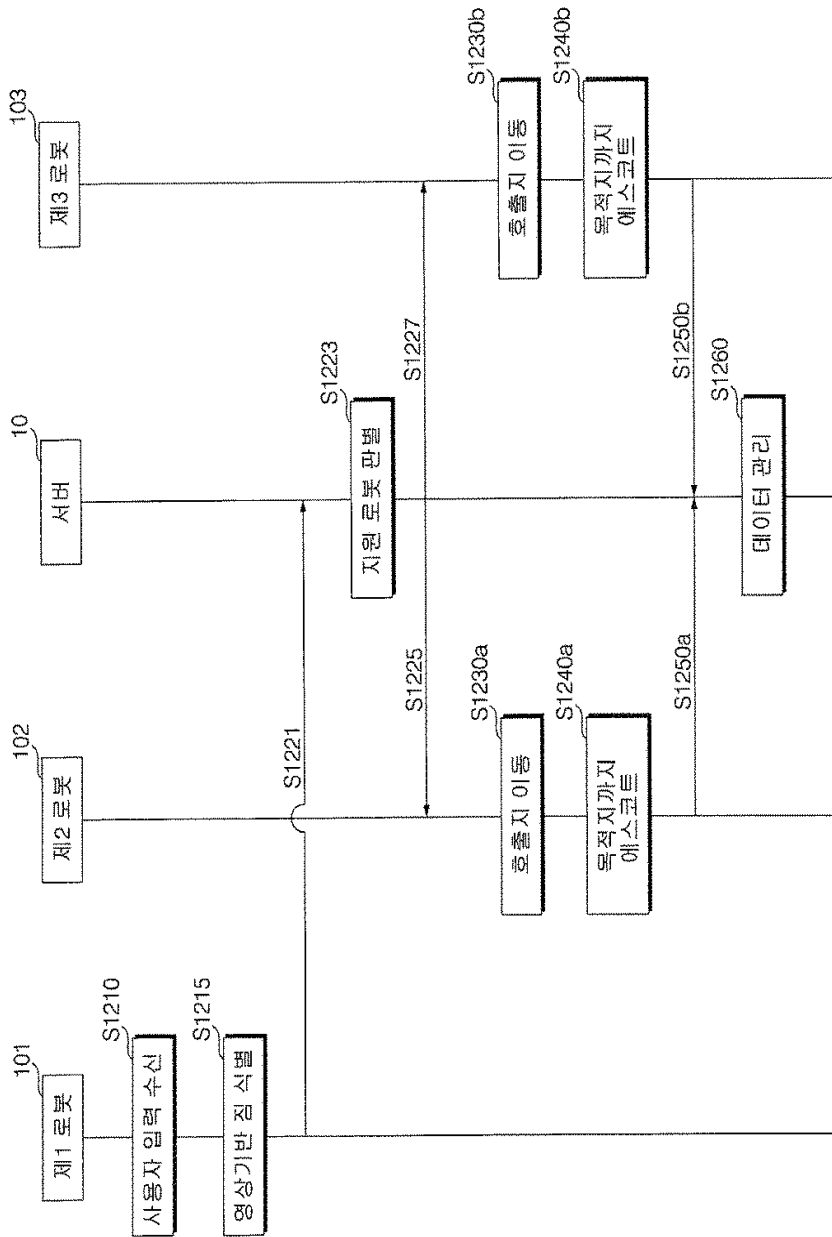 101
제1 로봇
102
제2 로봇
10
서버
103
제3 로봇
S1210
사용자 입력 수신
S1215
영상기반 짐 식별
S1221
S1223
지원 로봇 판별
S1225
S1227
S1230a
호출지 이동
S1230b
호출지 이동
S1240a
목적지까지
에스코트
S1240b
목적지까지
에스코트
S1250a
S1250b
S1260
데이터 관리